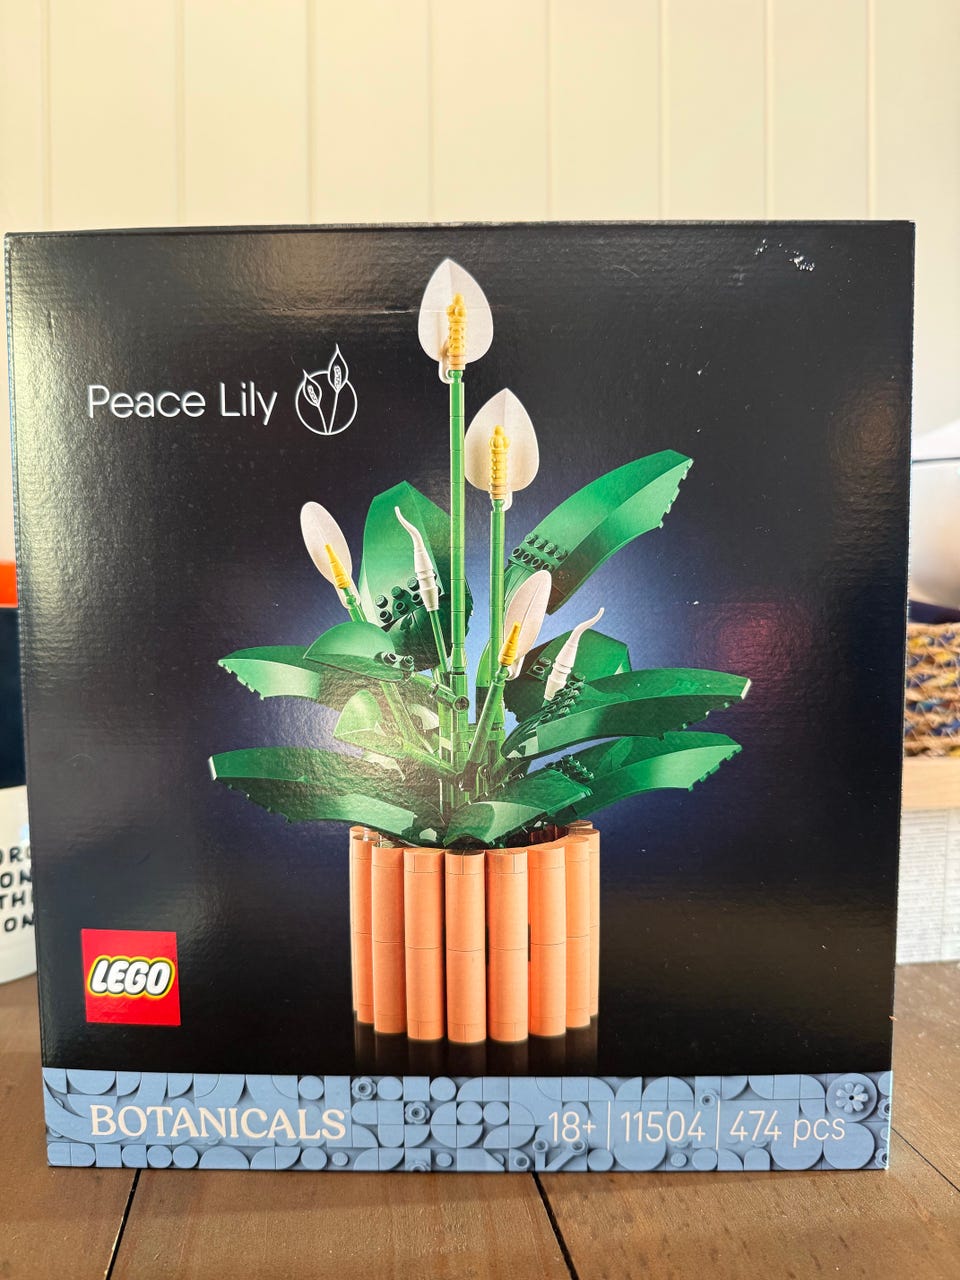 Peace Lily
LEGO
BOTANICALS
18+ | 11504 | 474 pcs